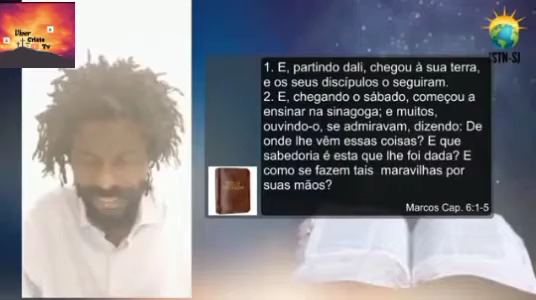 Viver
Cristo
Tv
STN-SJ
1. E, partindo dali, chegou à sua terra,
e os seus discípulos o seguiram.
2. E, chegando o sábado, começou a
ensinar na sinagoga; e muitos,
ouvindo-o, se admiravam, dizendo: De
onde lhe vêm essas coisas? E que
sabedoria é esta que lhe foi dada? E
como se fazem tais maravilhas por
suas mãos?
Marcos Cap. 6:1-5